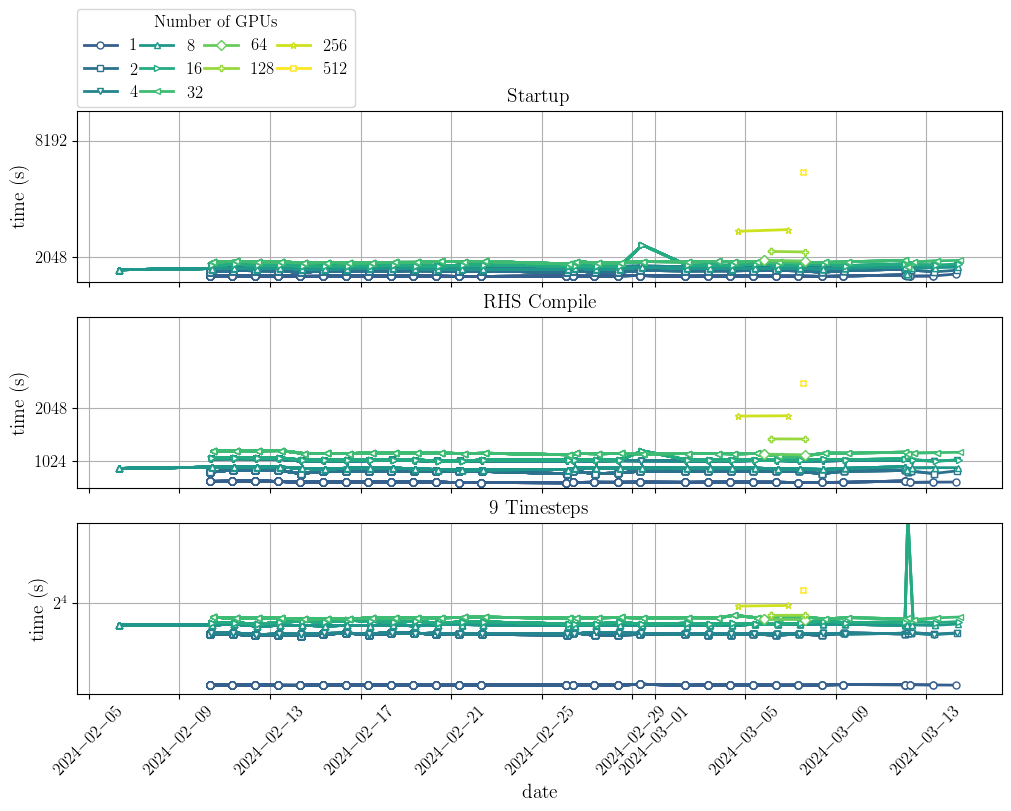 Number of GPUs
1 8 64 256
2 16 128 512
4 32
Startup
8192
2048
time (s)
RHS Compile
2048
1024
time (s)
9 Timesteps
2⁴
time (s)
2024−02−05 2024−02−09 2024−02−13 2024−02−17 2024−02−21 2024−02−25 2024−02−29 2024−03−01 2024−03−05 2024−03−09 2024−03−13
date